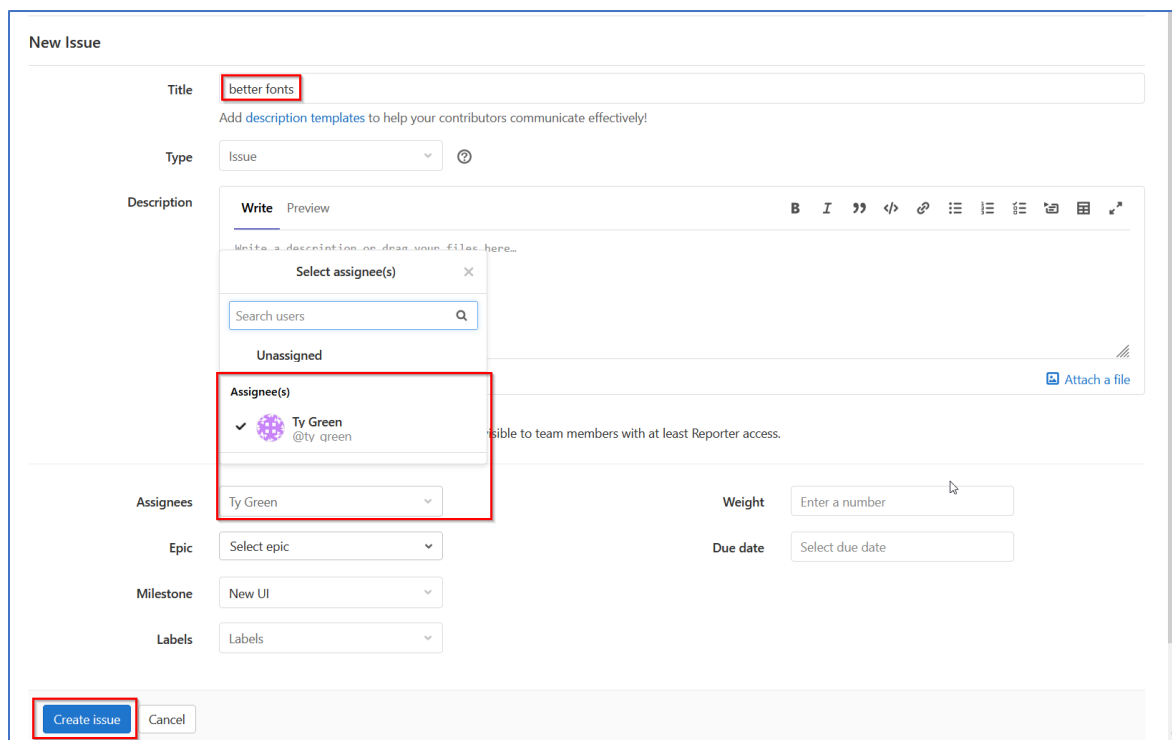 New Issue
Title
better fonts
Add description templates to help your contributors communicate effectively!
Type
Issue
Description
Write Preview
Write a description or drag your files here…
Select assignee(s)
Search users
Unassigned
Attach a file
Assignee(s)
Ty Green
@ty_green
visible to team members with at least Reporter access.
Assignees
Ty Green
Weight
Enter a number
Epic
Select epic
Due date
Select due date
Milestone
New UI
Labels
Labels
Create issue
Cancel